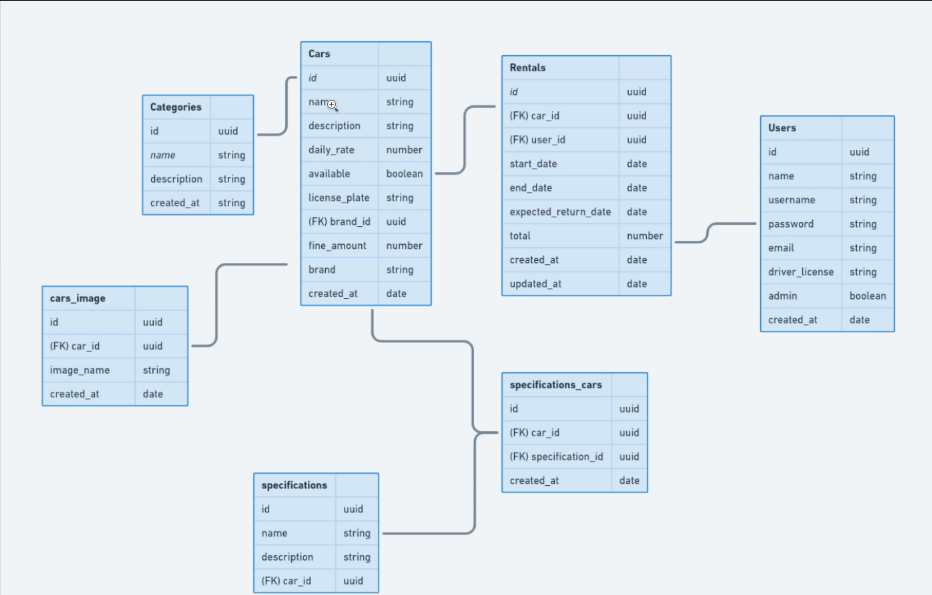 Cars
id uuid
name string
description string
daily_rate number
available boolean
license_plate string
(FK) brand_id uuid
fine_amount number
brand string
created_at date
Rentals
id uuid
(FK) car_id uuid
(FK) user_id uuid
start_date date
end_date date
expected_return_date date
total number
created_at date
updated_at date
Categories
id uuid
name string
description string
created_at string
Users
id uuid
name string
username string
password string
email string
driver_license string
admin boolean
created_at date
cars_image
id uuid
(FK) car_id uuid
image_name string
created_at date
specifications_cars
id uuid
(FK) car_id uuid
(FK) specification_id uuid
created_at date
specifications
id uuid
name string
description string
(FK) car_id uuid